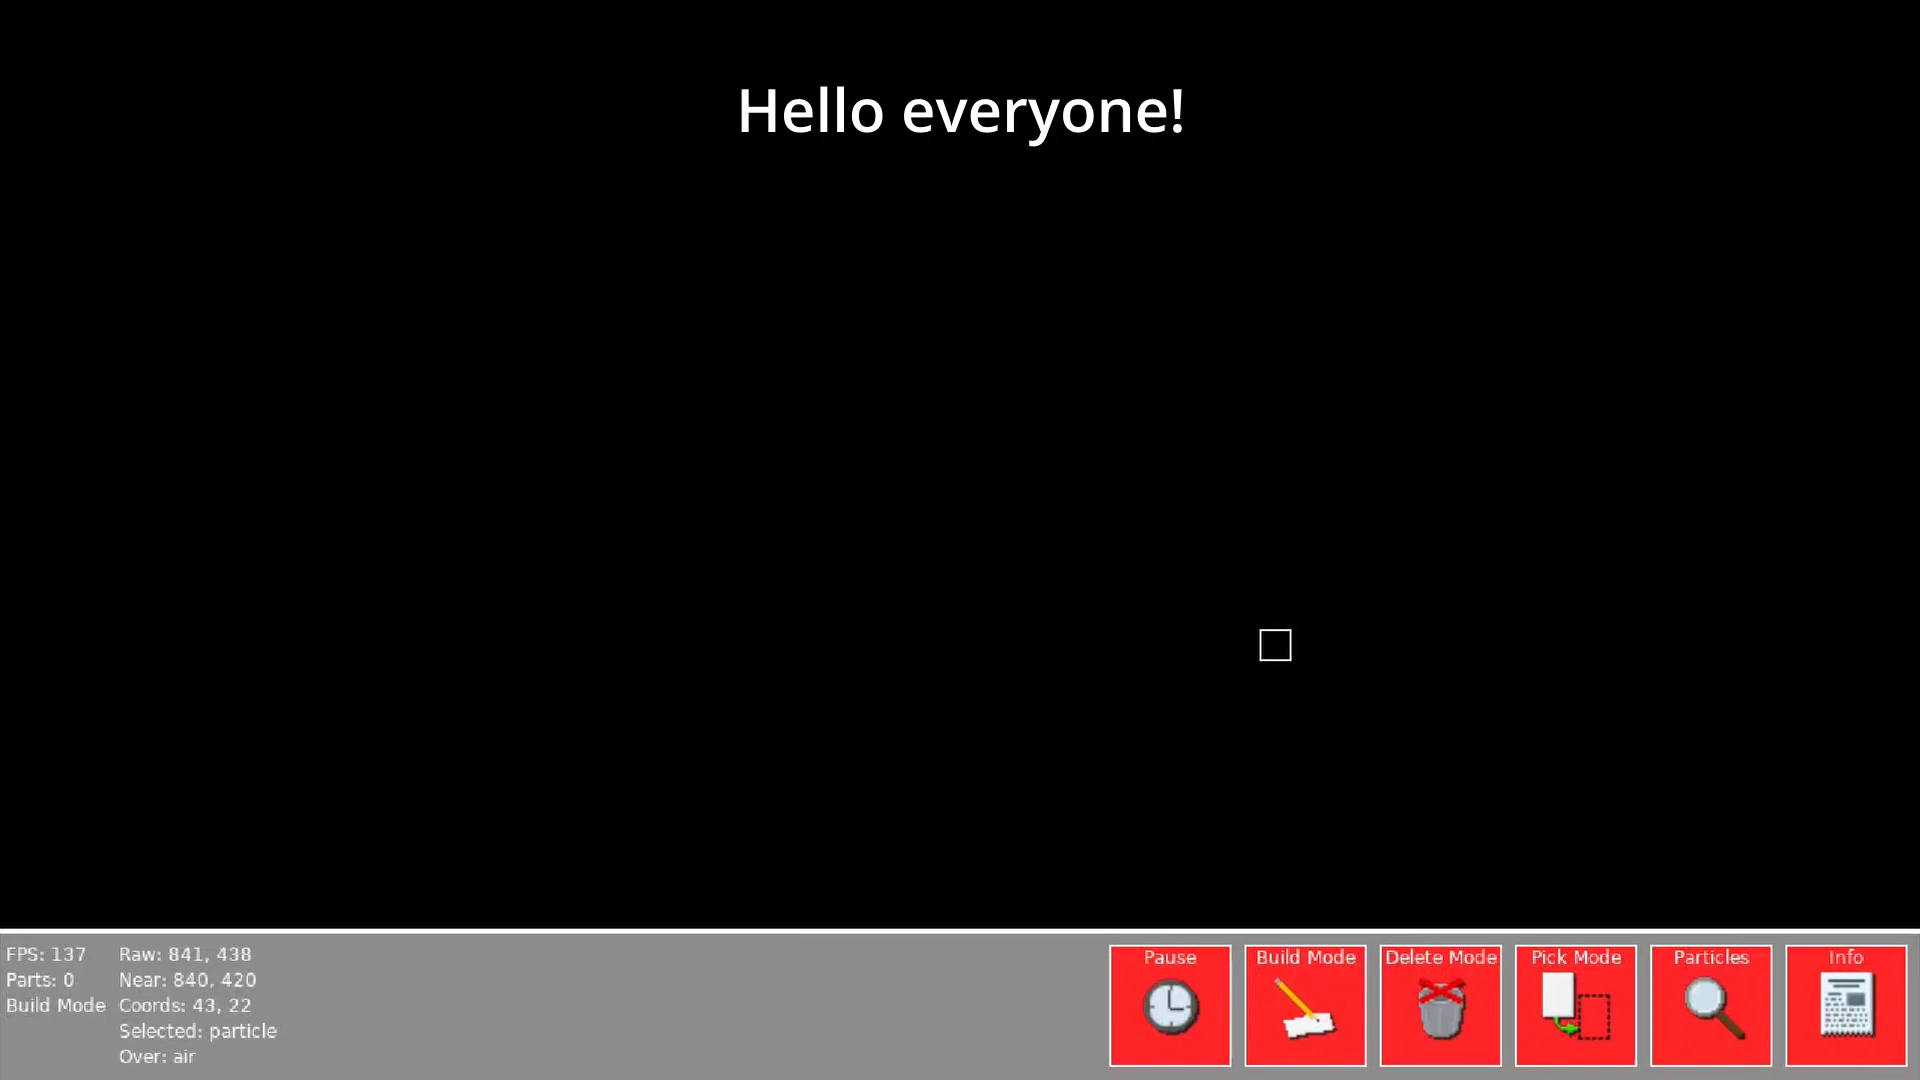 Hello everyone!
FPS: 137
Parts: 0
Build Mode
Raw: 841, 438
Near: 840, 420
Coords: 43, 22
Selected: particle
Over: air
Pause
Build Mode
Delete Mode
Pick Mode
Particles
Info